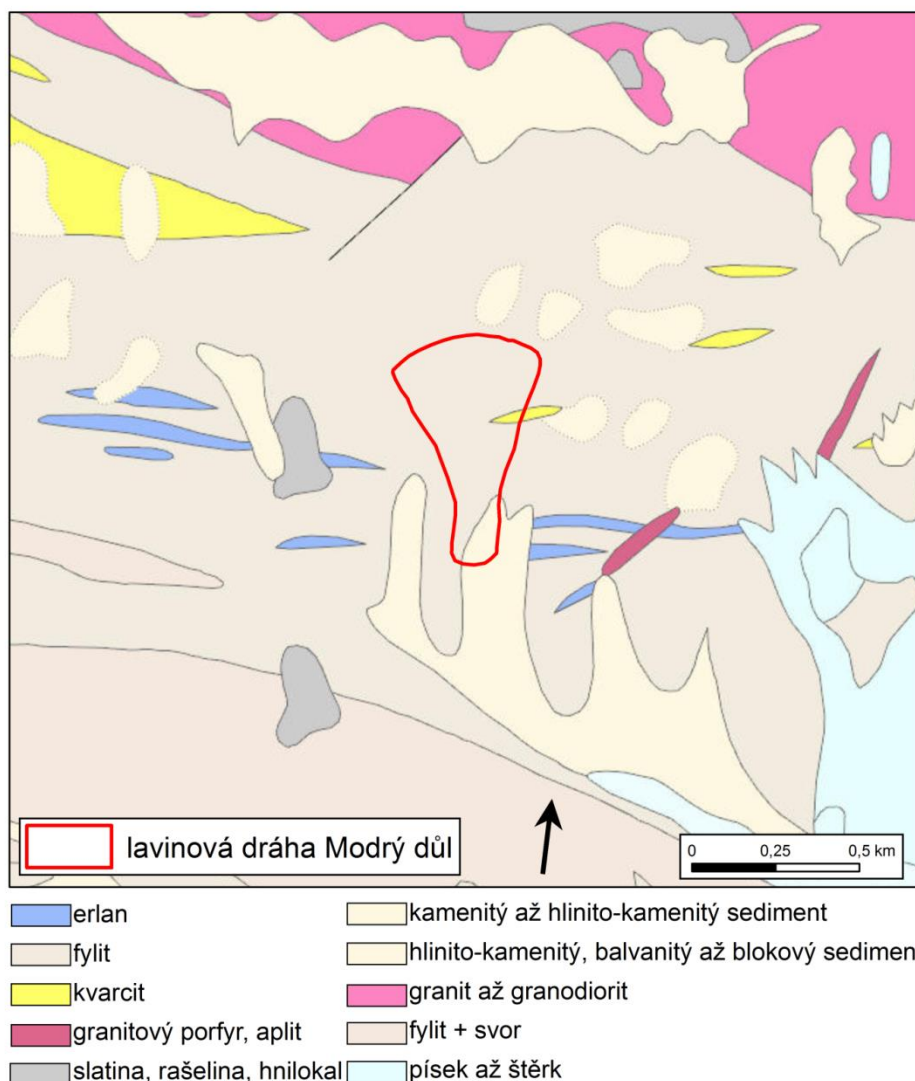 lavinová dráha Modrý důl
0 0,25 0,5 km
erlan
fylit
kvarcit
granitový porfyr, aplit
slatina, rašelina, hnilokal
kamenitý až hlinito-kamenitý sediment
hlinito-kamenitý, balvanitý až blokový sedimen
granit až granodiorit
fylit + svor
písek až štěrk